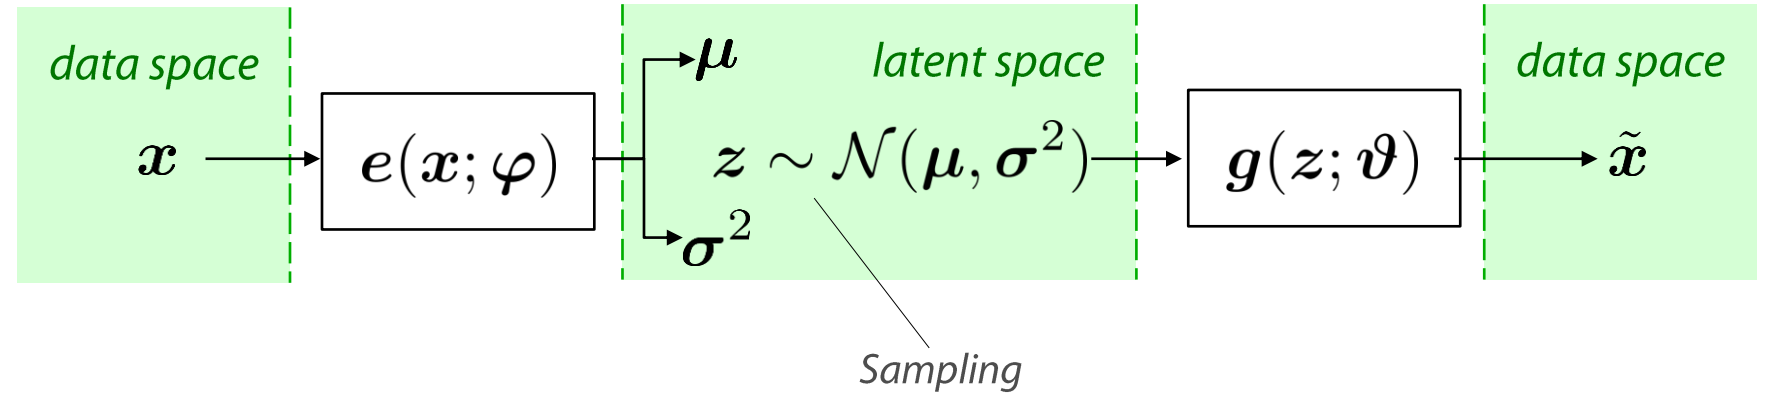 data space
latent space
data space
μ
x
e(x; φ)
z ∼ 𝒩(μ, σ²)
g(z; ϑ)
x̃
σ²
Sampling